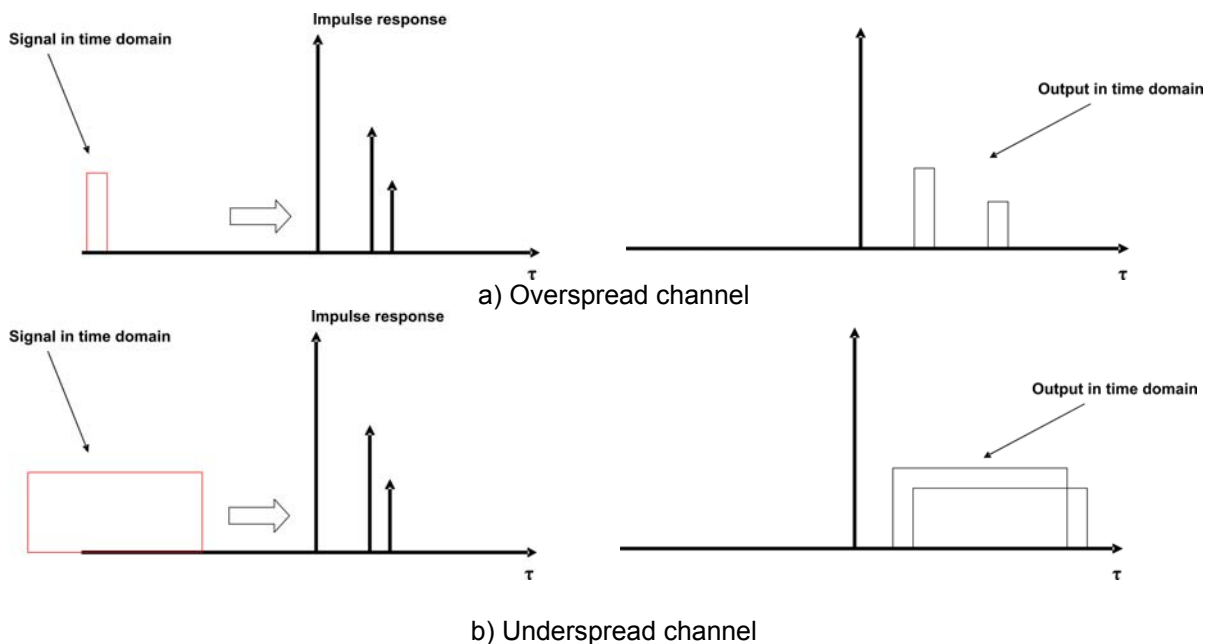 Impulse response
Signal in time domain
Output in time domain
τ
τ
a) Overspread channel
Impulse response
Signal in time domain
Output in time domain
τ
τ
b) Underspread channel